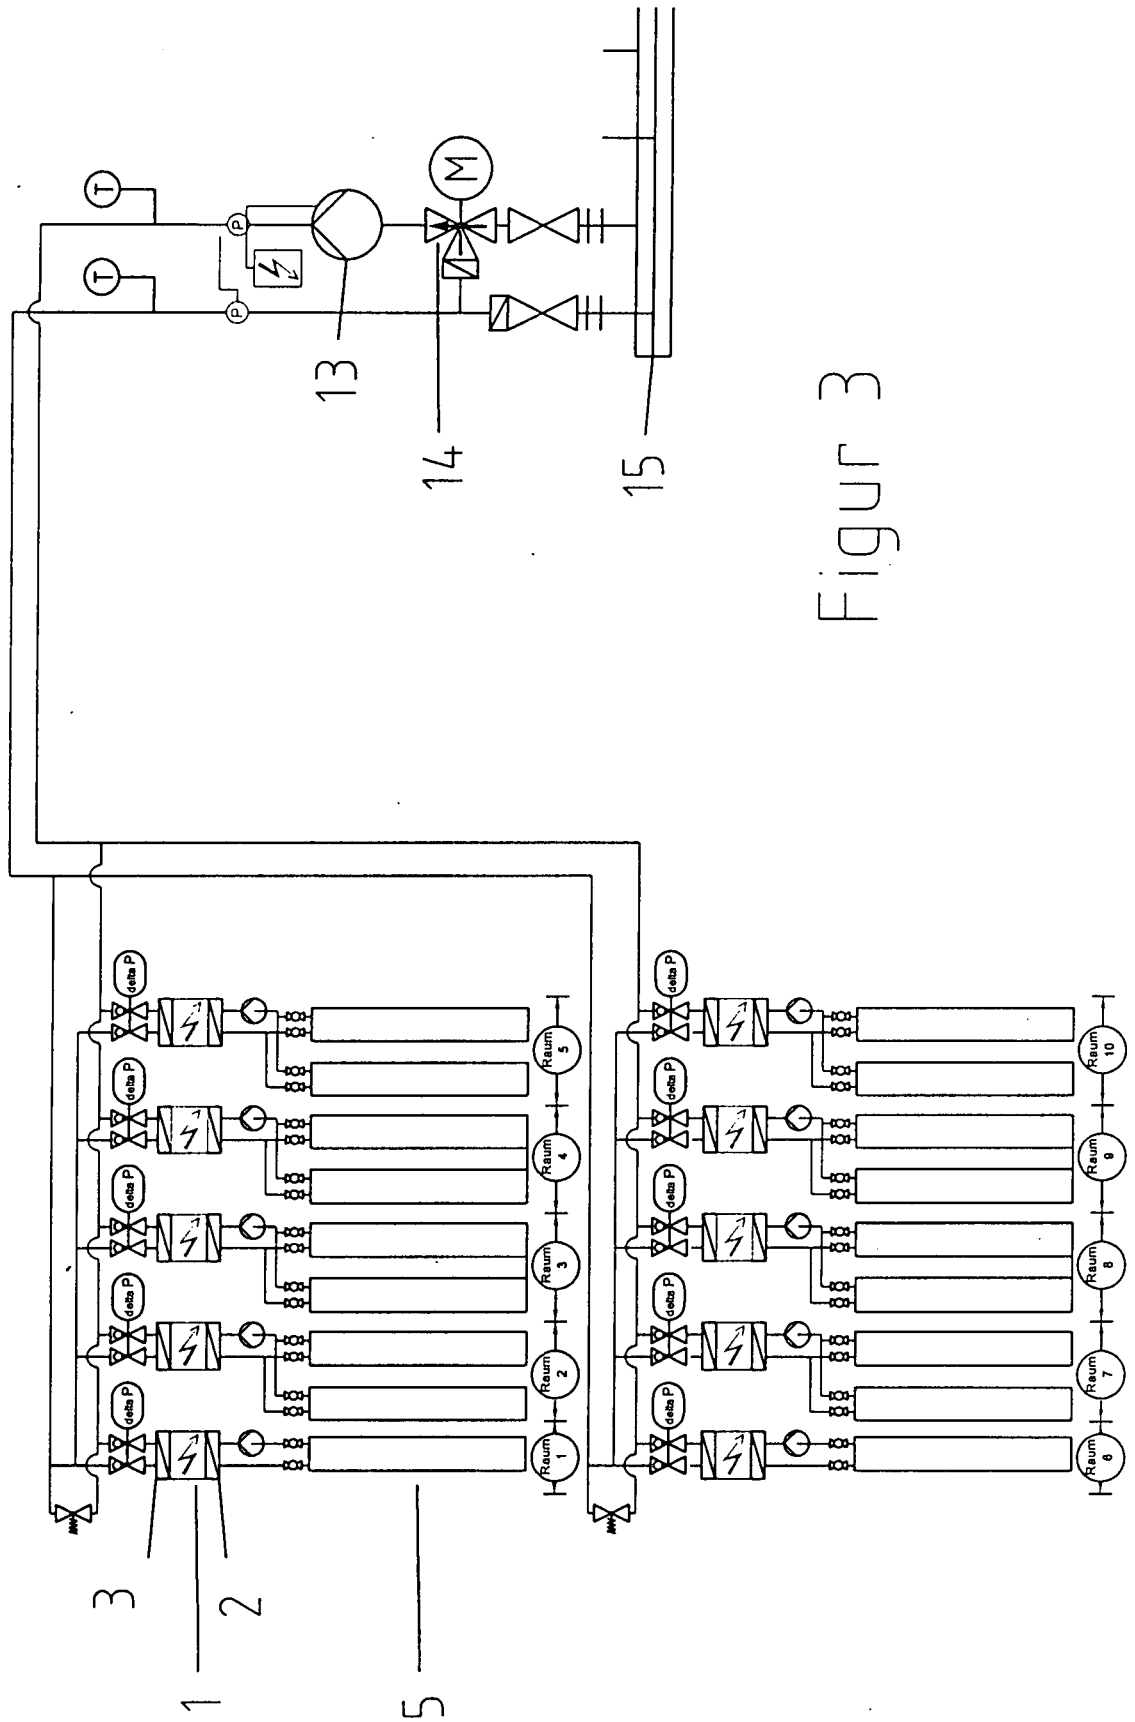 T
T
P
P
M
13
14
15
Figur 3
delta P
delta P
delta P
delta P
delta P
Raum 1
Raum 2
Raum 3
Raum 4
Raum 5
delta P
delta P
delta P
delta P
delta P
Raum 6
Raum 7
Raum 8
Raum 9
Raum 10
3
1
2
5